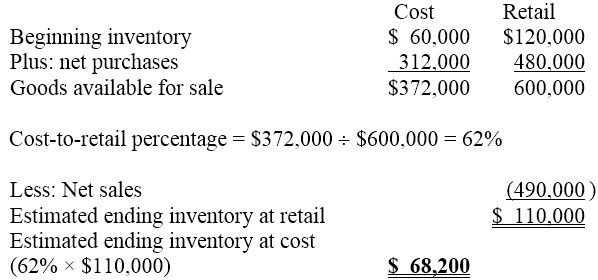 Cost Retail
Beginning inventory $ 60,000 $120,000
Plus: net purchases 312,000 480,000
Goods available for sale $372,000 600,000
Cost-to-retail percentage = $372,000 ÷ $600,000 = 62%
Less: Net sales (490,000)
Estimated ending inventory at retail $ 110,000
Estimated ending inventory at cost
(62% × $110,000) $ 68,200